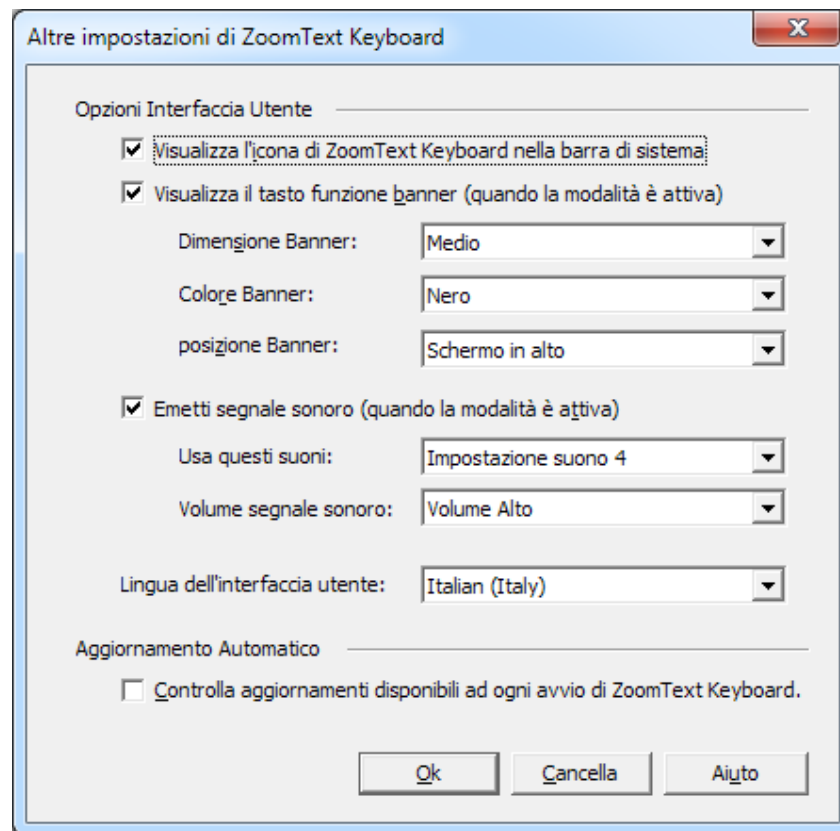 Altre impostazioni di ZoomText Keyboard
Opzioni Interfaccia Utente
Visualizza l'icona di ZoomText Keyboard nella barra di sistema
Visualizza il tasto funzione banner (quando la modalità è attiva)
Dimensione Banner: Medio
Colore Banner: Nero
posizione Banner: Schermo in alto
Emetti segnale sonoro (quando la modalità è attiva)
Usa questi suoni: Impostazione suono 4
Volume segnale sonoro: Volume Alto
Lingua dell'interfaccia utente: Italian (Italy)
Aggiornamento Automatico
Controlla aggiornamenti disponibili ad ogni avvio di ZoomText Keyboard.
Ok Cancella Aiuto